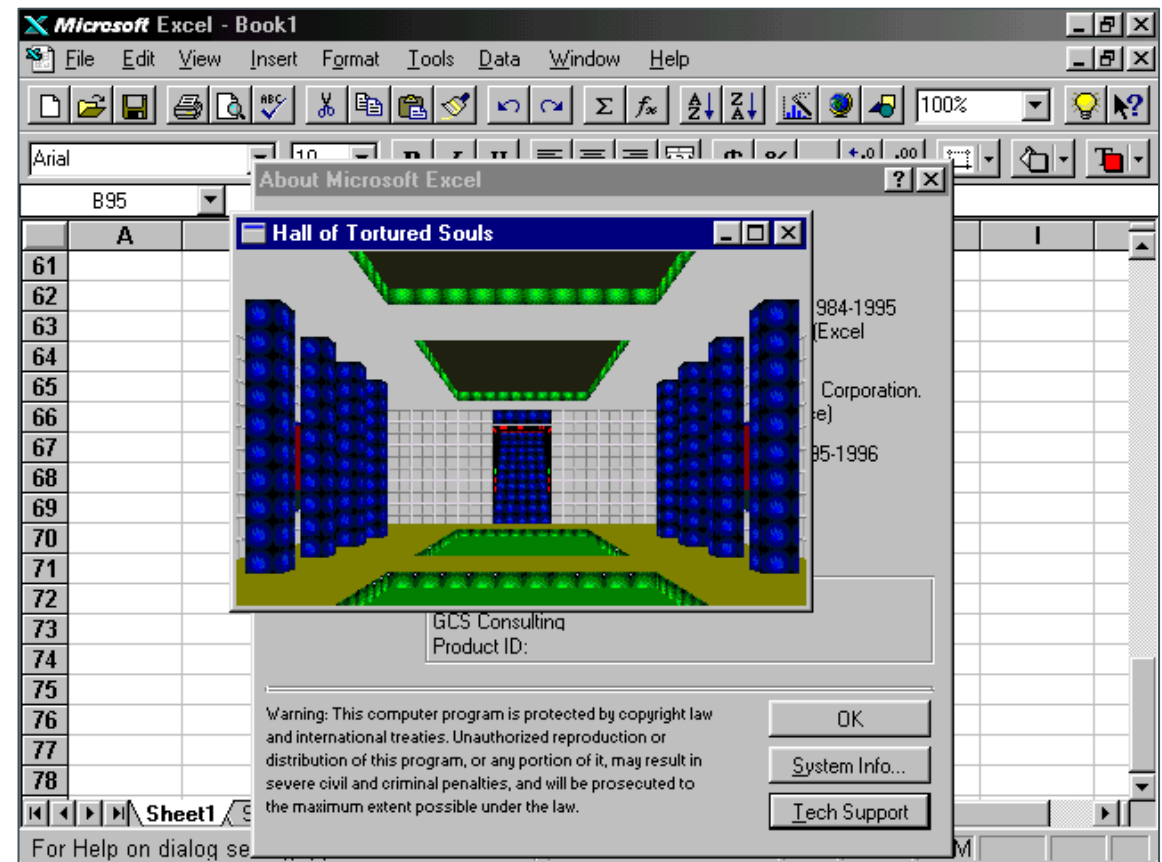 Microsoft Excel - Book1
File Edit View Insert Format Tools Data Window Help
ABC Σ fx A Z Z A 100% ?
Arial 10
About Microsoft Excel
B95
Hall of Tortured Souls
A I
61
62
63
984-1995
(Excel
64
65
Corporation.
66
67
95-1996
68
69
70
71
72
73
GCS Consulting
74
Product ID:
75
76
Warning: This computer program is protected by copyright law
and international treaties. Unauthorized reproduction or
distribution of this program, or any portion of it, may result in
severe civil and criminal penalties, and will be prosecuted to
the maximum extent possible under the law.
OK
77
System Info...
78
Tech Support
Sheet1
For Help on dialog se